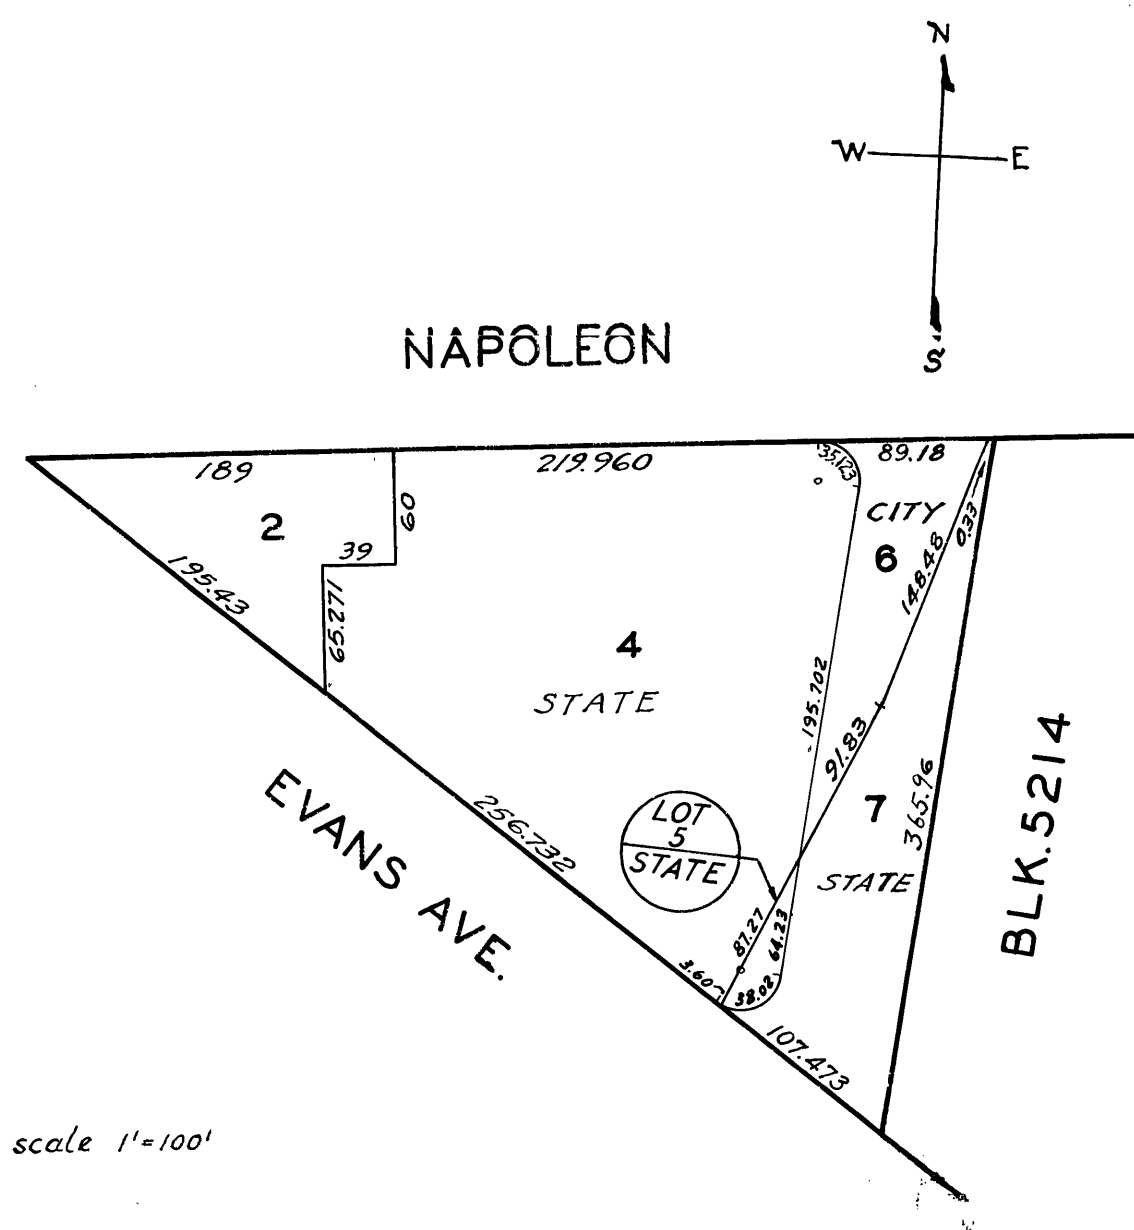 N
W E
S
NAPOLEON
189
219.960
35.123
89.18
CITY
6
148.48
0.33
2
60
39
65.271
195.43
4
STATE
195.702
91.83
7
STATE
365.96
BLK. 5214
LOT
5
STATE
EVANS AVE.
256.732
87.27
64.23
3.60
38.02
107.473
scale 1'=100'